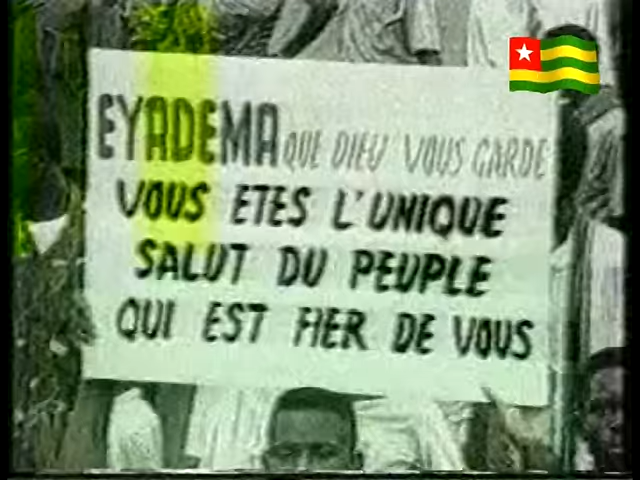 EYADEMA QUE DIEU VOUS GARDE
VOUS ETES L'UNIQUE
SALUT DU PEUPLE
QUI EST FIER DE VOUS